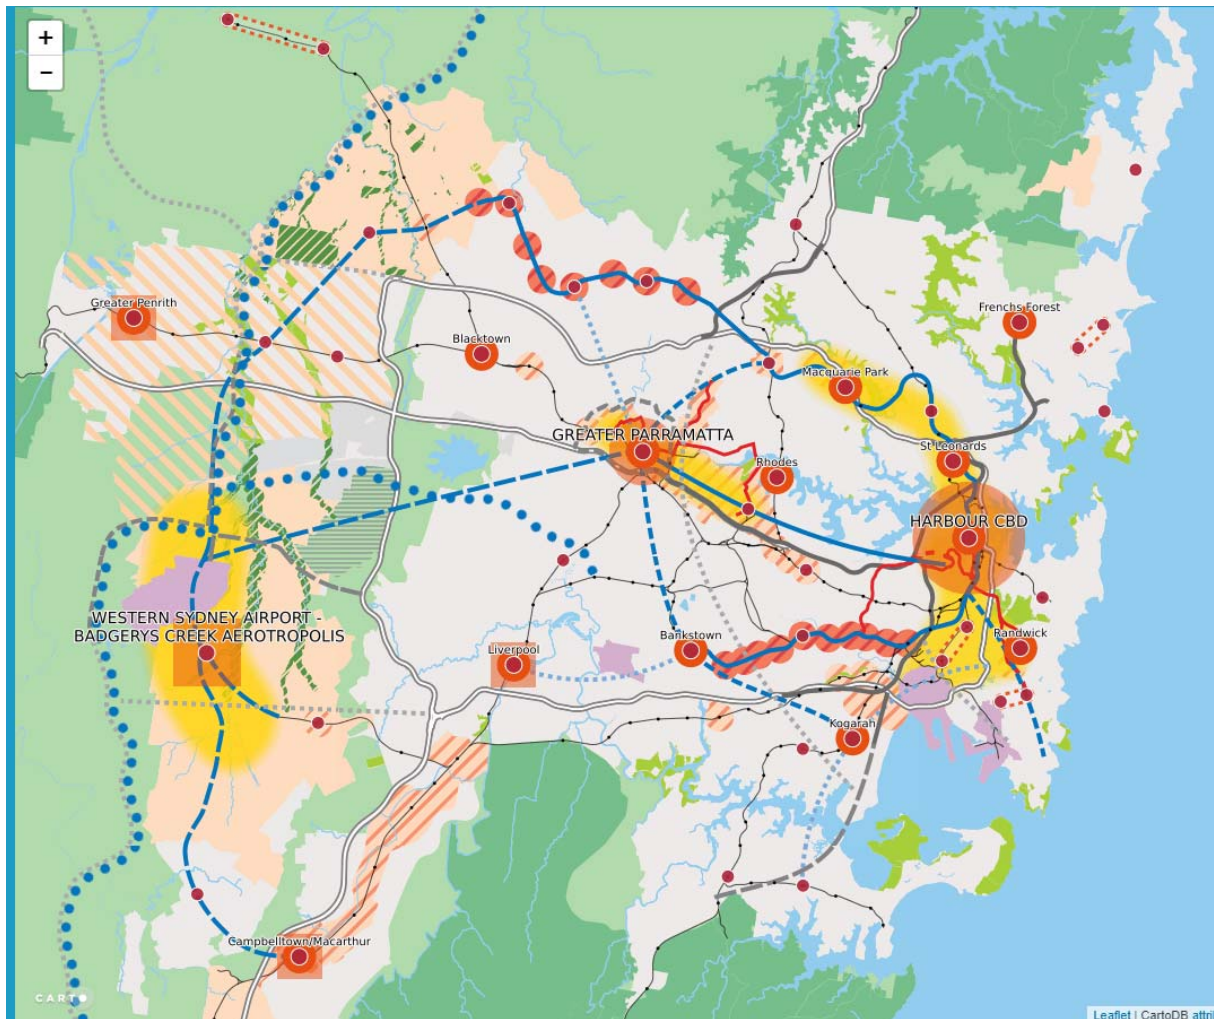 +
−
Greater Penrith
Frenchs Forest
Blacktown
Macquarie Park
GREATER PARRAMATTA
St Leonards
Rhodes
HARBOUR CBD
WESTERN SYDNEY AIRPORT -
BADGERYS CREEK AEROTROPOLIS
Bankstown
Randwick
Liverpool
Kogarah
Campbelltown/Macarthur
CARTO
Leaflet | CartoDB attri